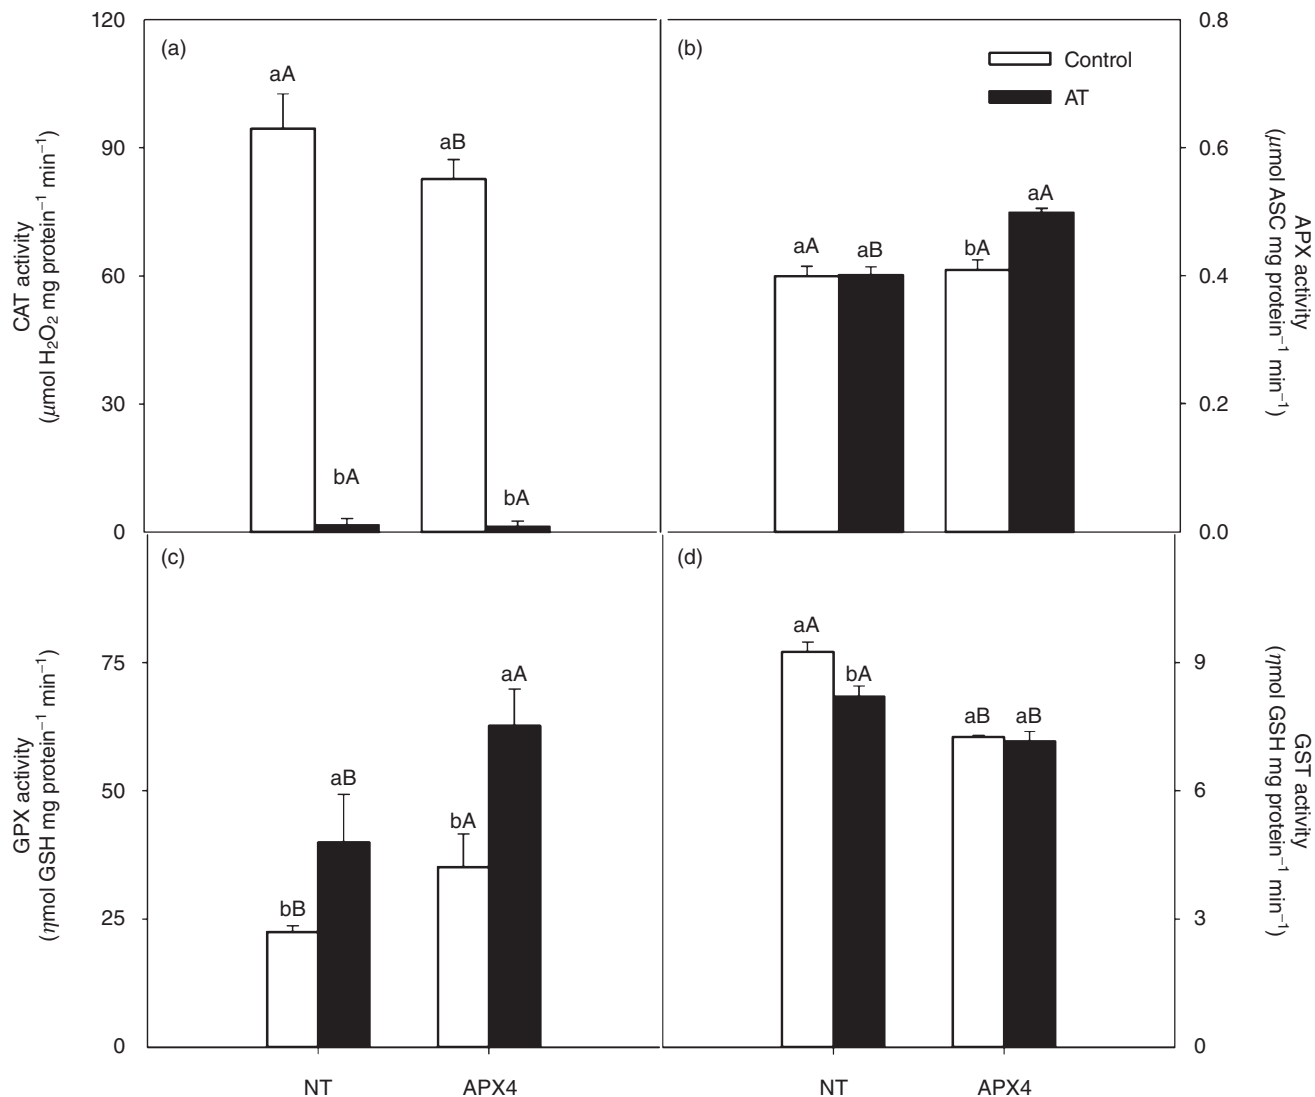 120
90
60
30
0
CAT activity
(μmol H₂O₂ mg protein⁻¹ min⁻¹)
(a)
aA
bA
aB
bA
(b)
Control
AT
aA
aB
bA
aA
0.8
0.6
0.4
0.2
0.0
APX activity
(μmol ASC mg protein⁻¹ min⁻¹)
75
50
25
0
GPX activity
(ηmol GSH mg protein⁻¹ min⁻¹)
(c)
bB
aB
bA
aA
NT
APX4
(d)
aA
bA
aB
aB
NT
APX4
9
6
3
0
GST activity
(ηmol GSH mg protein⁻¹ min⁻¹)